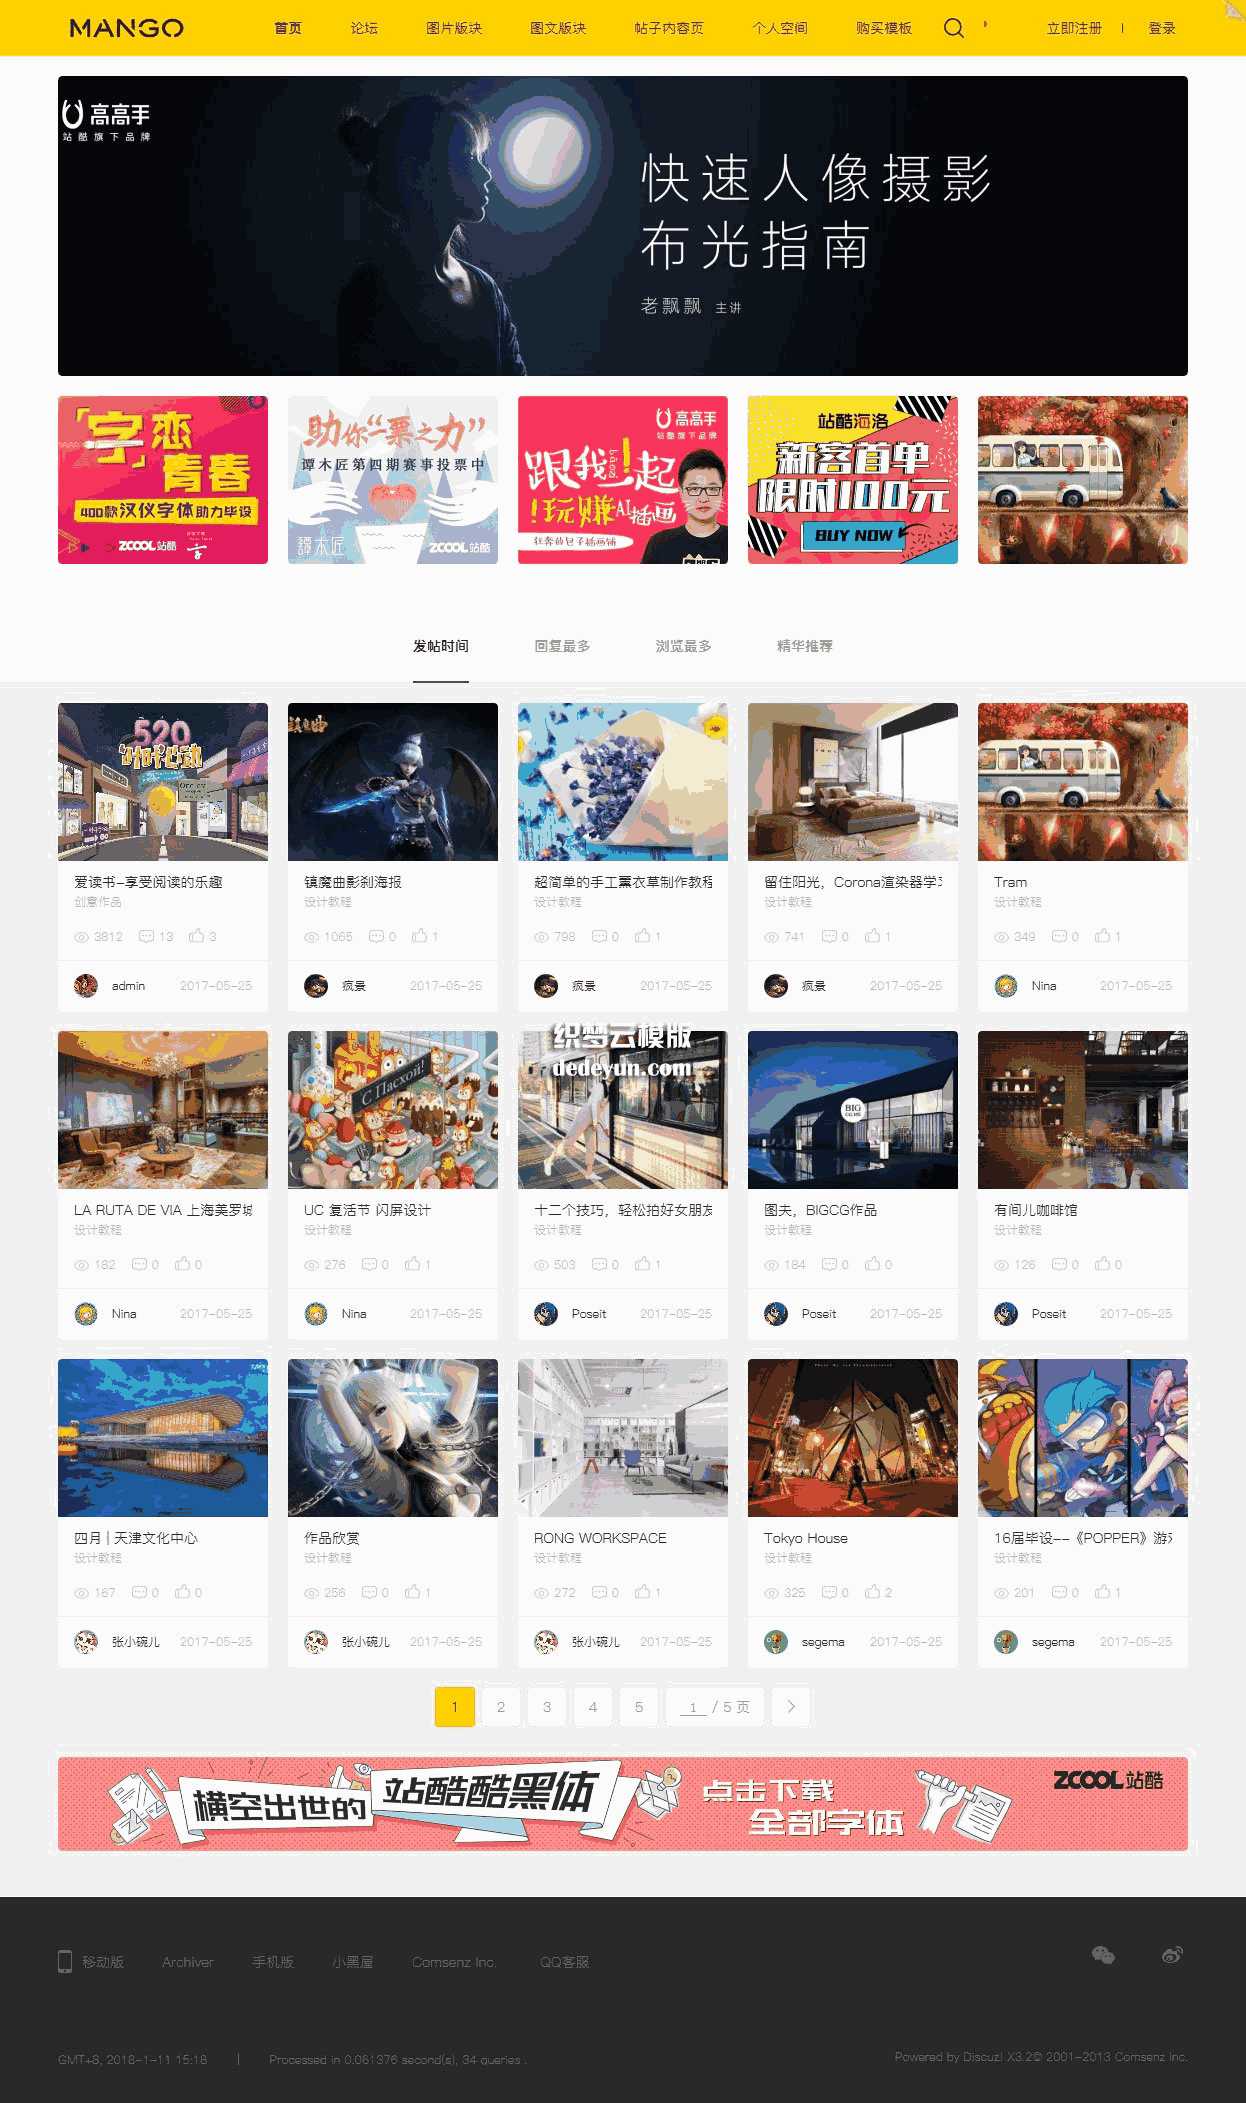 MANGO
首页 论坛 图片版块 图文版块 帖子内容页 个人空间 购买模板 立即注册 登录
高高手
站酷旗下品牌
快速人像摄影
布光指南
老飘飘 主讲
「字」恋
青春
400款汉仪字体助力毕设
ZCOOL站酷
助你“一栗之力”
谭木匠第四期赛事投票中
谭木匠
ZCOOL站酷
高高手
站酷旗下品牌
跟我一起
!玩赚AI插画
站酷海洛
新客首单
限时100元
BUY NOW
发帖时间 回复最多 浏览最多 精华推荐
520
镇魔曲
爱读书-享受阅读的乐趣
创意作品
3812 13 3
admin 2017-05-25
镇魔曲影刹海报
设计教程
1065 0 1
疯景 2017-05-25
超简单的手工薰衣草制作教程
设计教程
798 0 1
疯景 2017-05-25
留住阳光，Corona渲染器学
设计教程
741 0 1
疯景 2017-05-25
Tram
设计教程
349 0 1
Nina 2017-05-25
С Пасхой!
织梦云模版
dedeyun.com
BIG
LA RUTA DE VIA 上海美罗城
设计教程
182 0 0
Nina 2017-05-25
UC 复活节 闪屏设计
设计教程
276 0 1
Nina 2017-05-25
十二个技巧，轻松拍好女朋友
设计教程
503 0 1
Poseit 2017-05-25
图夫，BIGCG作品
设计教程
184 0 0
Poseit 2017-05-25
有间儿咖啡馆
设计教程
126 0 0
Poseit 2017-05-25
四月 | 天津文化中心
设计教程
167 0 0
张小碗儿 2017-05-25
作品欣赏
设计教程
256 0 1
张小碗儿 2017-05-25
RONG WORKSPACE
设计教程
272 0 1
张小碗儿 2017-05-25
Tokyo House
设计教程
325 0 2
segema 2017-05-25
16届毕设--《POPPER》游
设计教程
201 0 1
segema 2017-05-25
1 2 3 4 5 1 / 5 页
横空出世的 站酷酷黑体
点击下载
全部字体
ZCOOL站酷
移动版 Archiver 手机版 小黑屋 Comsenz Inc. QQ客服
GMT+8, 2018-1-11 15:18 | Processed in 0.061376 second(s), 34 queries .
Powered by Discuz! X3.2© 2001-2013 Comsenz Inc.